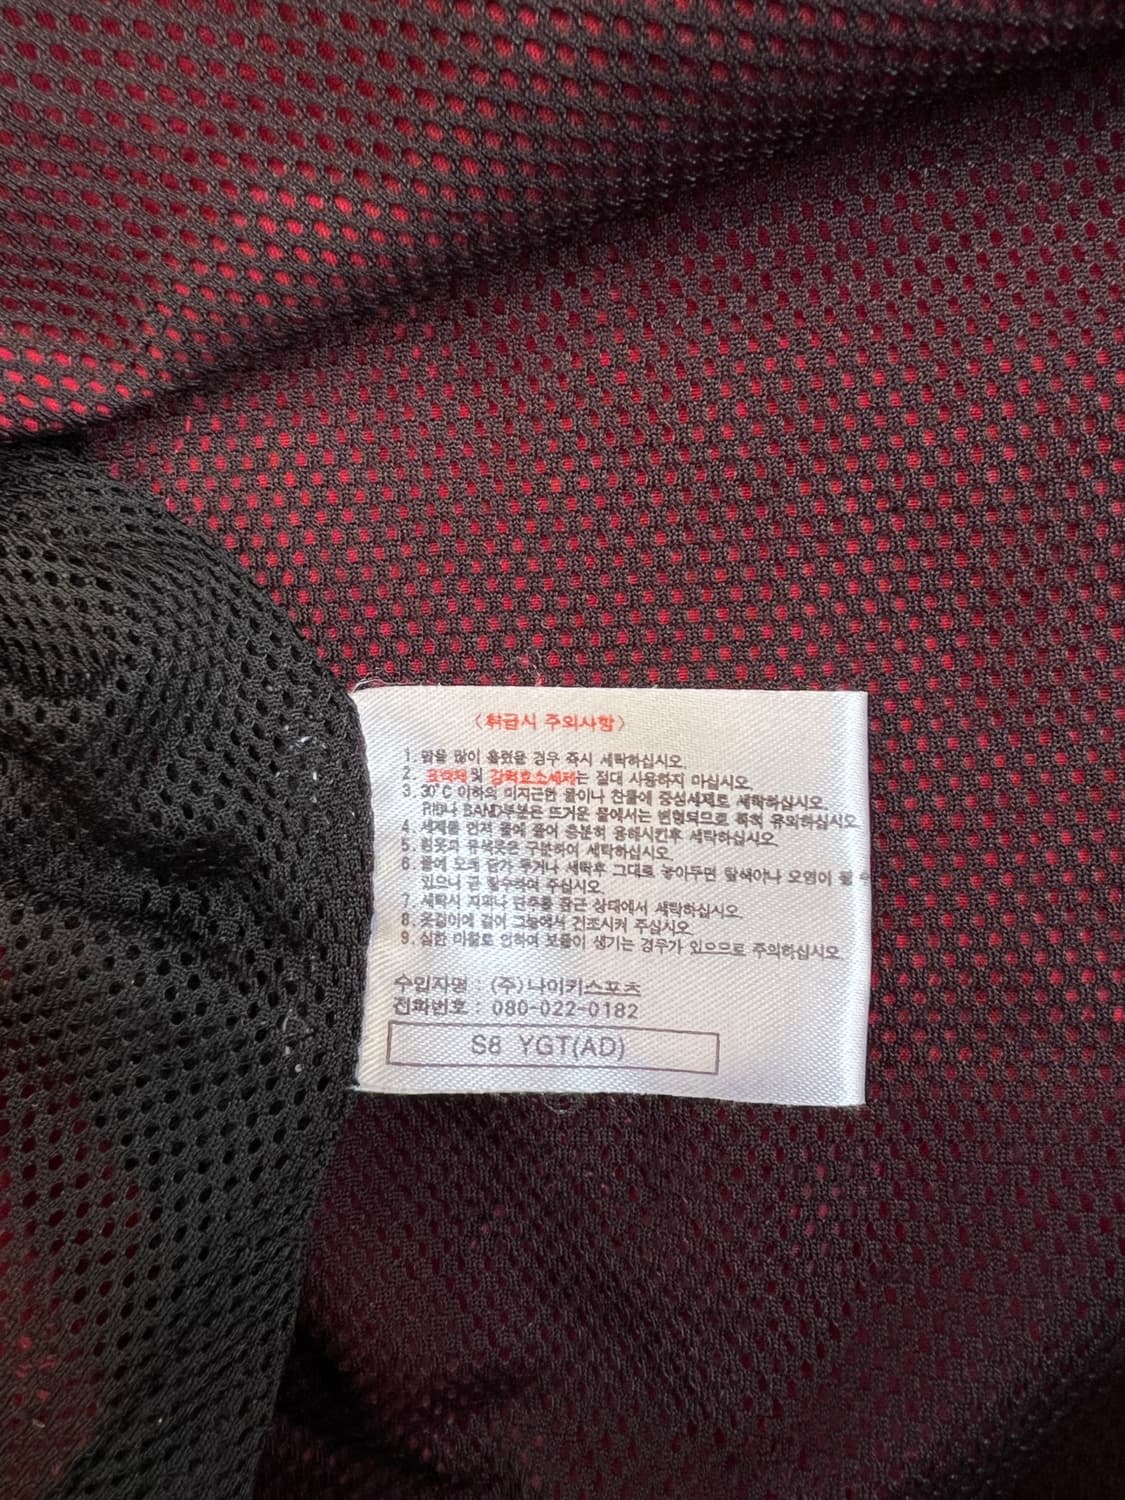 〈취급시 주의사항〉
1. 땀을 많이 흘렸을 경우 즉시 세탁하십시오.
2. 표백제 및 강력효소세제는 절대 사용하지 마십시오.
3. 30°C 이하의 미지근한 물이나 찬물에 중성세제로 세탁하십시오.
RIB나 BAND부분은 뜨거운 물에서는 변형되므로 특히 유의하십시오
4. 세제를 먼저 물에 풀어 충분히 용해시킨후 세탁하십시오.
5. 흰옷과 유색옷은 구분하여 세탁하십시오.
6. 물에 오래 담가 두거나 세탁후 그대로 놓아두면 탈색이나 오염이 될 수
있으니 곧 탈수하여 주십시오.
7. 세탁시 지퍼나 단추를 잠근 상태에서 세탁하십시오.
8. 옷걸이에 걸어 그늘에서 건조시켜 주십시오.
9. 심한 마찰로 인하여 보풀이 생기는 경우가 있으므로 주의하십시오.
수입자명 : (주)나이키스포츠
전화번호 : 080-022-0182
S8 YGT(AD)